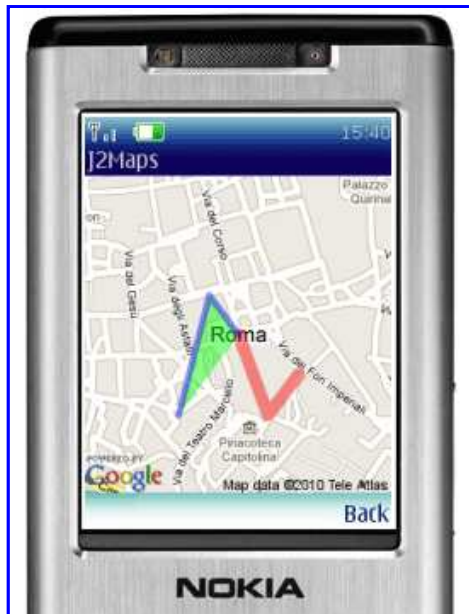 15:40
J2Maps
Palazzo
Quirinal
Via del Corso
Via del Gesù
Via degli Astalli
Roma
Via dei Fori Imperiali
Via del Teatro Marcello
Pinacoteca
Capitolina
POWERED BY
Google
Map data ©2010 Tele Atlas
Back
NOKIA